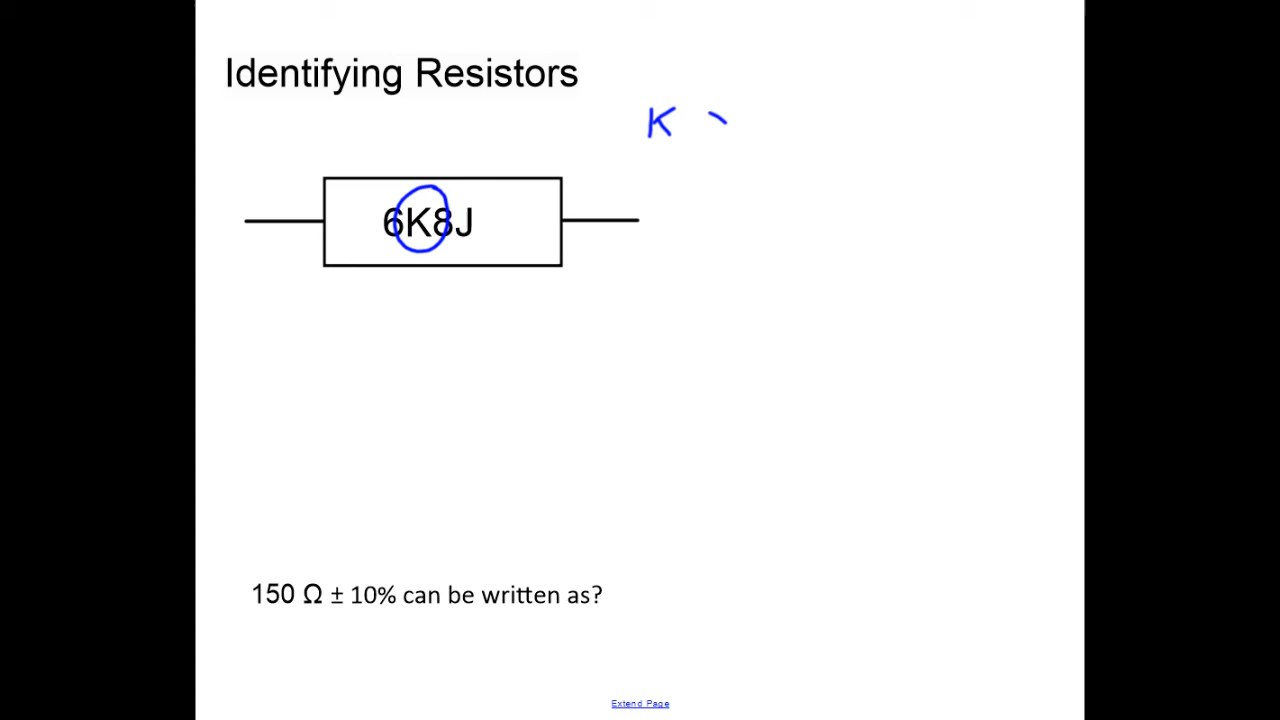 Identifying Resistors
K
6K8J
150 Ω ± 10% can be written as?
Extend Page